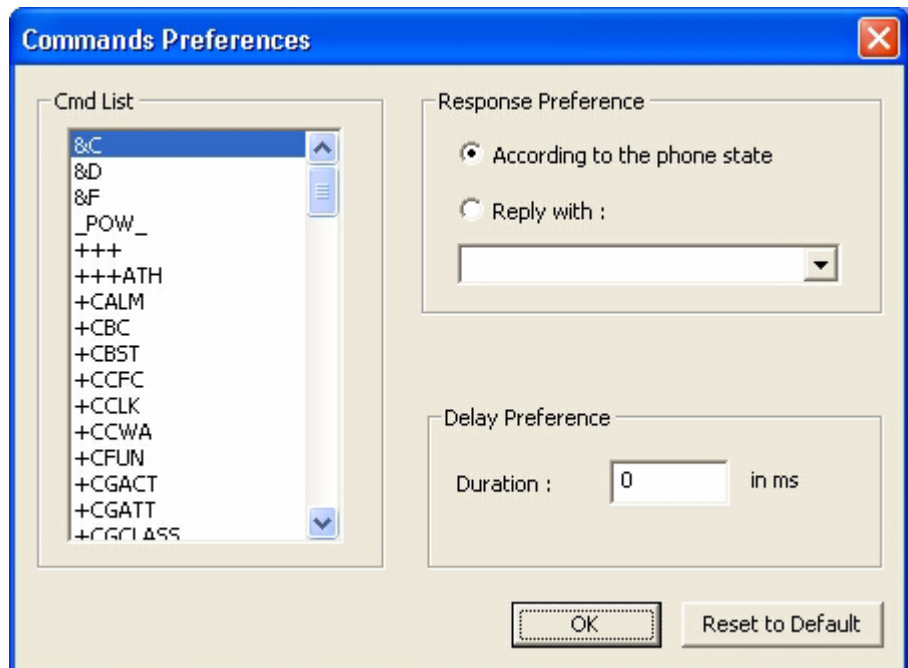 Commands Preferences
Cmd List
&C
&D
&F
_POW_
+++
+++ATH
+CALM
+CBC
+CBST
+CCFC
+CCLK
+CCWA
+CFUN
+CGACT
+CGATT
+CGCLASS
Response Preference
According to the phone state
Reply with :
Delay Preference
Duration : 0 in ms
OK Reset to Default